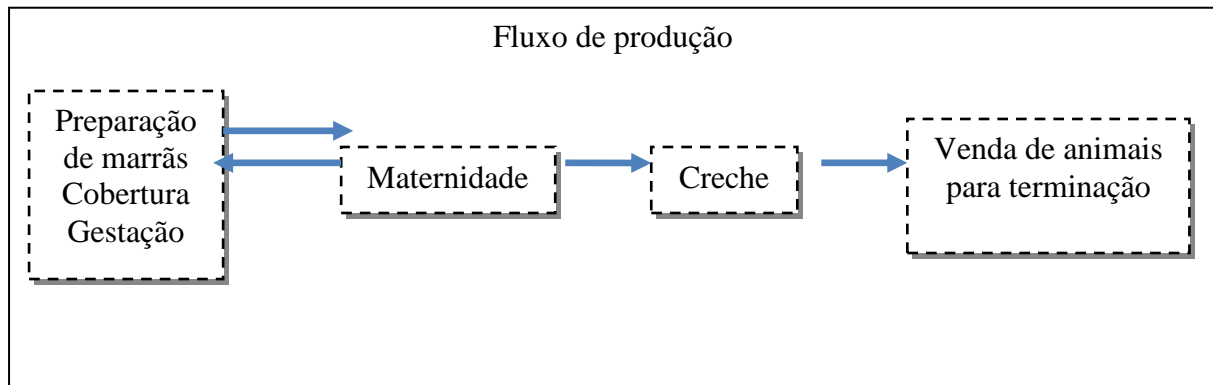 Fluxo de produção
Preparação
de marrãs
Cobertura
Gestação
Maternidade
Creche
Venda de animais
para terminação